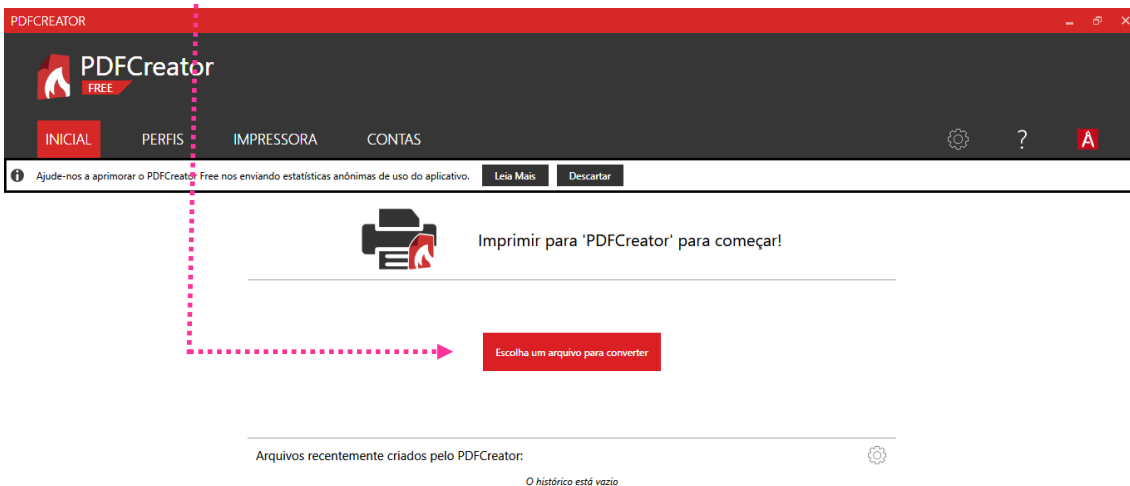 PDFCREATOR
PDFCreator
FREE
INICIAL PERFIS IMPRESSORA CONTAS ?
Ajude-nos a aprimorar o PDFCreator Free nos enviando estatísticas anônimas de uso do aplicativo. Leia Mais Descartar
Imprimir para 'PDFCreator' para começar!
Escolha um arquivo para converter
Arquivos recentemente criados pelo PDFCreator:
O histórico está vazio